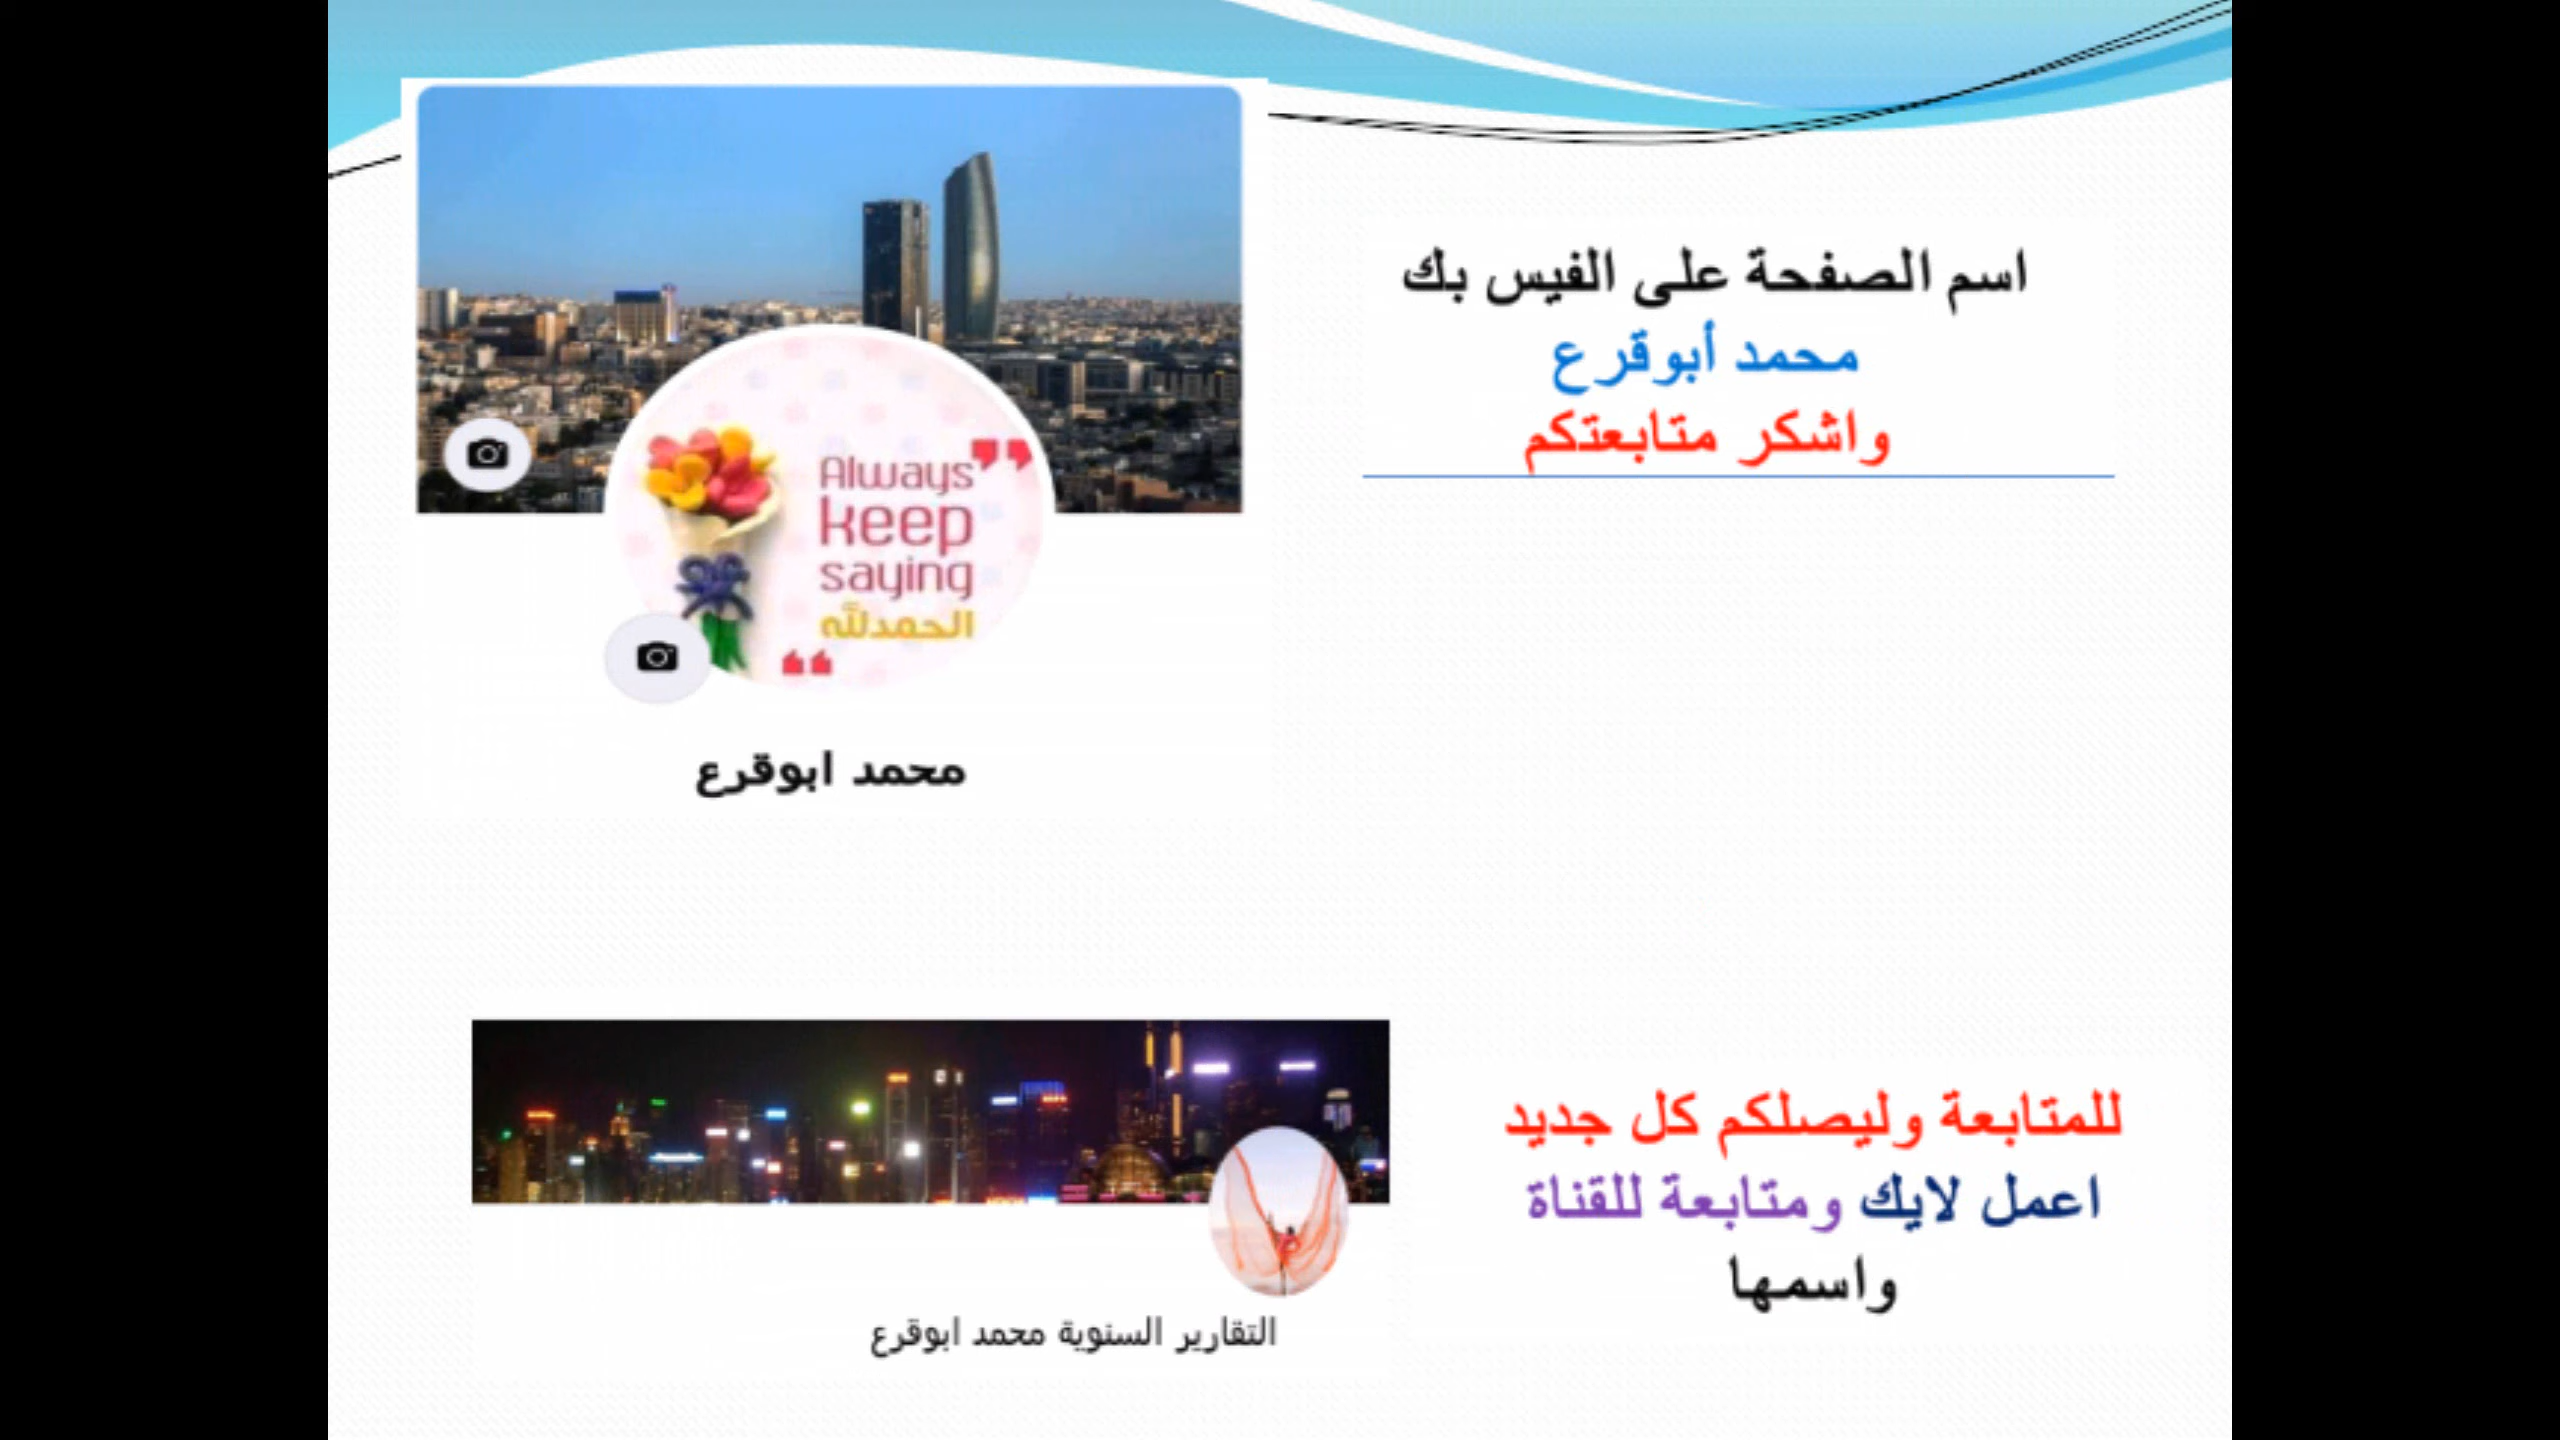 اسم الصفحة على الفيس بك
محمد أبوقرع
واشكر متابعتكم
Always
keep
saying
الحمدلله
محمد ابوقرع
للمتابعة وليصلكم كل جديد
اعمل لايك ومتابعة للقناة
واسمها
التقارير السنوية محمد ابوقرع